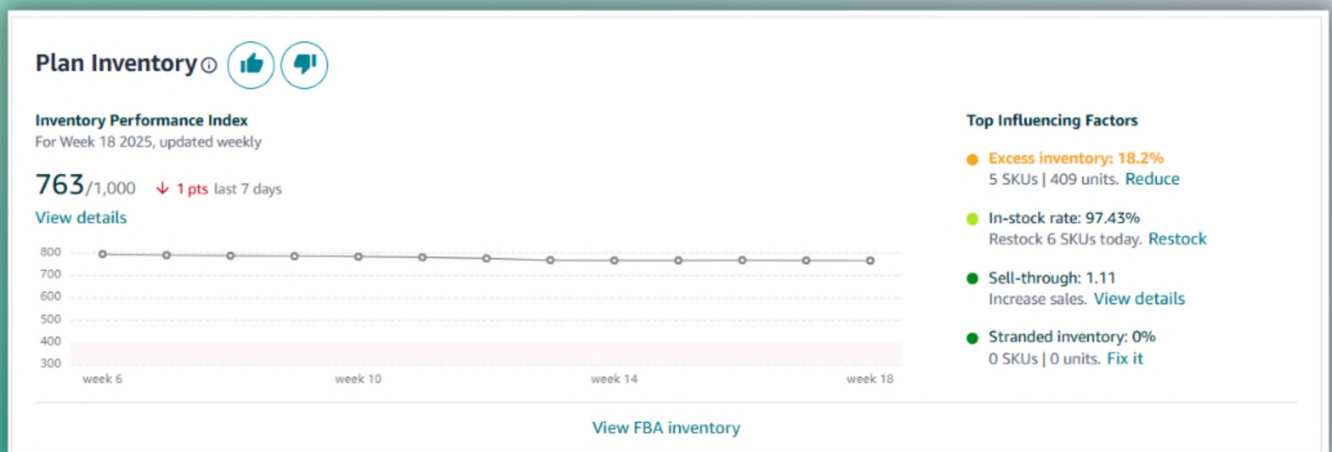 Plan Inventory
Inventory Performance Index
For Week 18 2025, updated weekly
763/1,000 ↓ 1 pts last 7 days
View details
800
700
600
500
400
300
week 6 week 10 week 14 week 18
Top Influencing Factors
Excess inventory: 18.2%
5 SKUs | 409 units. Reduce
In-stock rate: 97.43%
Restock 6 SKUs today. Restock
Sell-through: 1.11
Increase sales. View details
Stranded inventory: 0%
0 SKUs | 0 units. Fix it
View FBA inventory